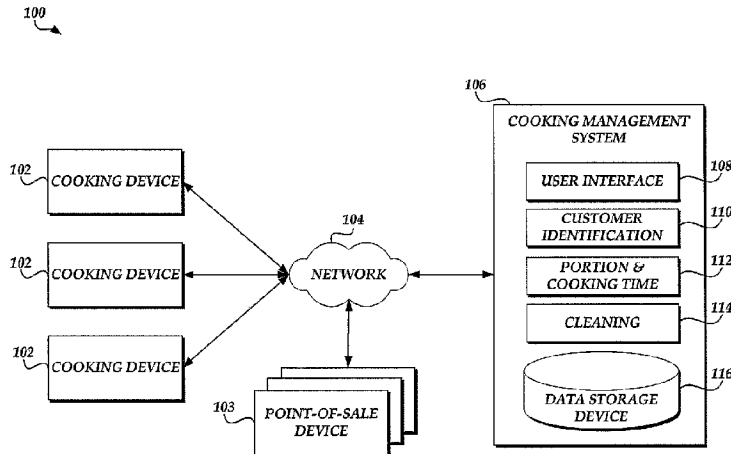 100
106
COOKING MANAGEMENT
SYSTEM
102
COOKING DEVICE
108
USER INTERFACE
110
CUSTOMER
IDENTIFICATION
104
NETWORK
102
COOKING DEVICE
112
PORTION &
COOKING TIME
114
CLEANING
102
COOKING DEVICE
103
POINT-OF-SALE
DEVICE
116
DATA STORAGE
DEVICE